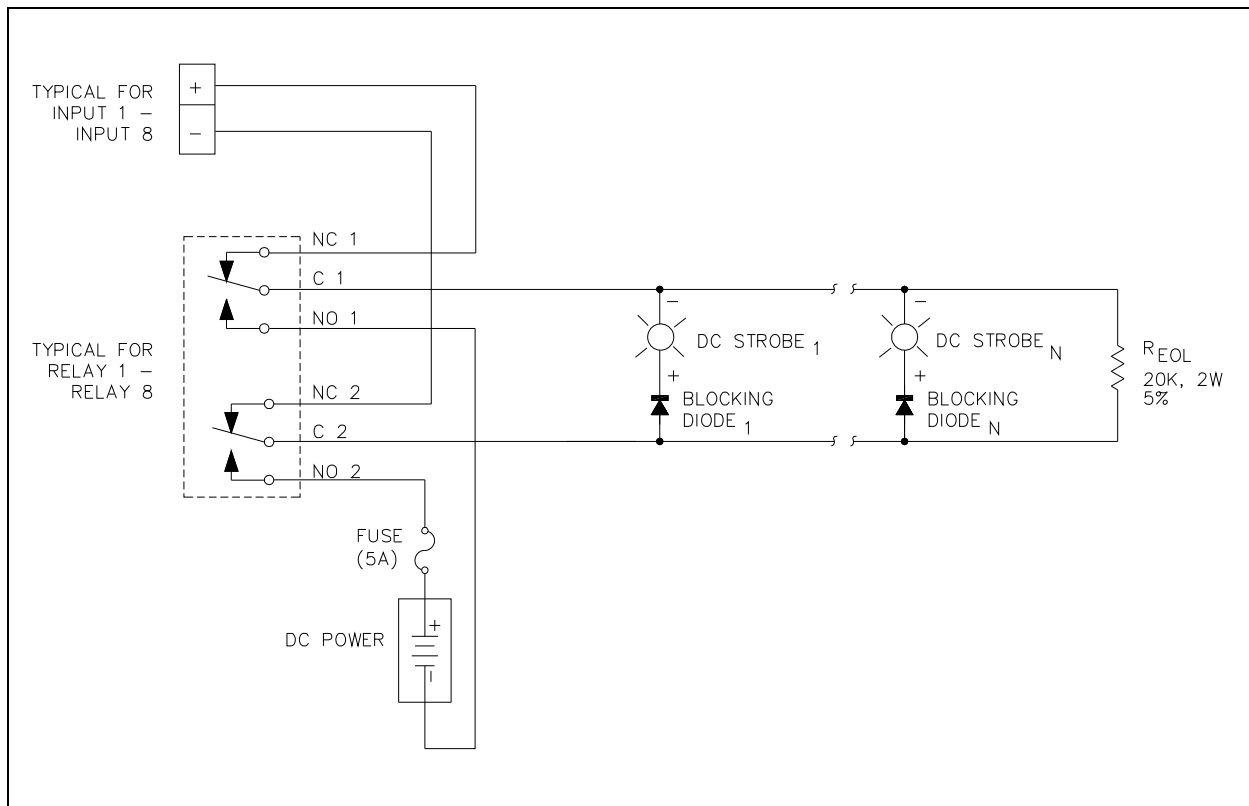 TYPICAL FOR
INPUT 1 –
INPUT 8
+
−
NC 1
C 1
NO 1
TYPICAL FOR
RELAY 1 –
RELAY 8
NC 2
C 2
NO 2
−
DC STROBE 1
+
BLOCKING
DIODE 1
−
DC STROBE N
+
BLOCKING
DIODE N
REOL
20K, 2W
5%
FUSE
(5A)
DC POWER
+
−